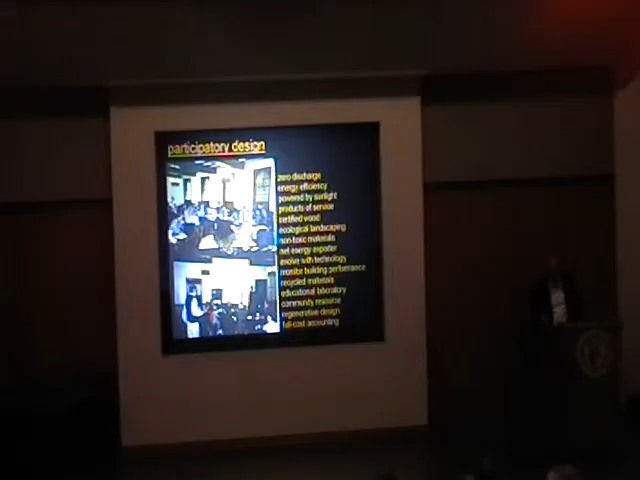 participatory design
zero discharge
energy efficiency
powered by sunlight
products of service
certified wood
ecological landscaping
non-toxic materials
net energy exporter
evolve with technology
monitor building performance
recycled materials
educational laboratory
community resource
regenerative design
full-cost accounting